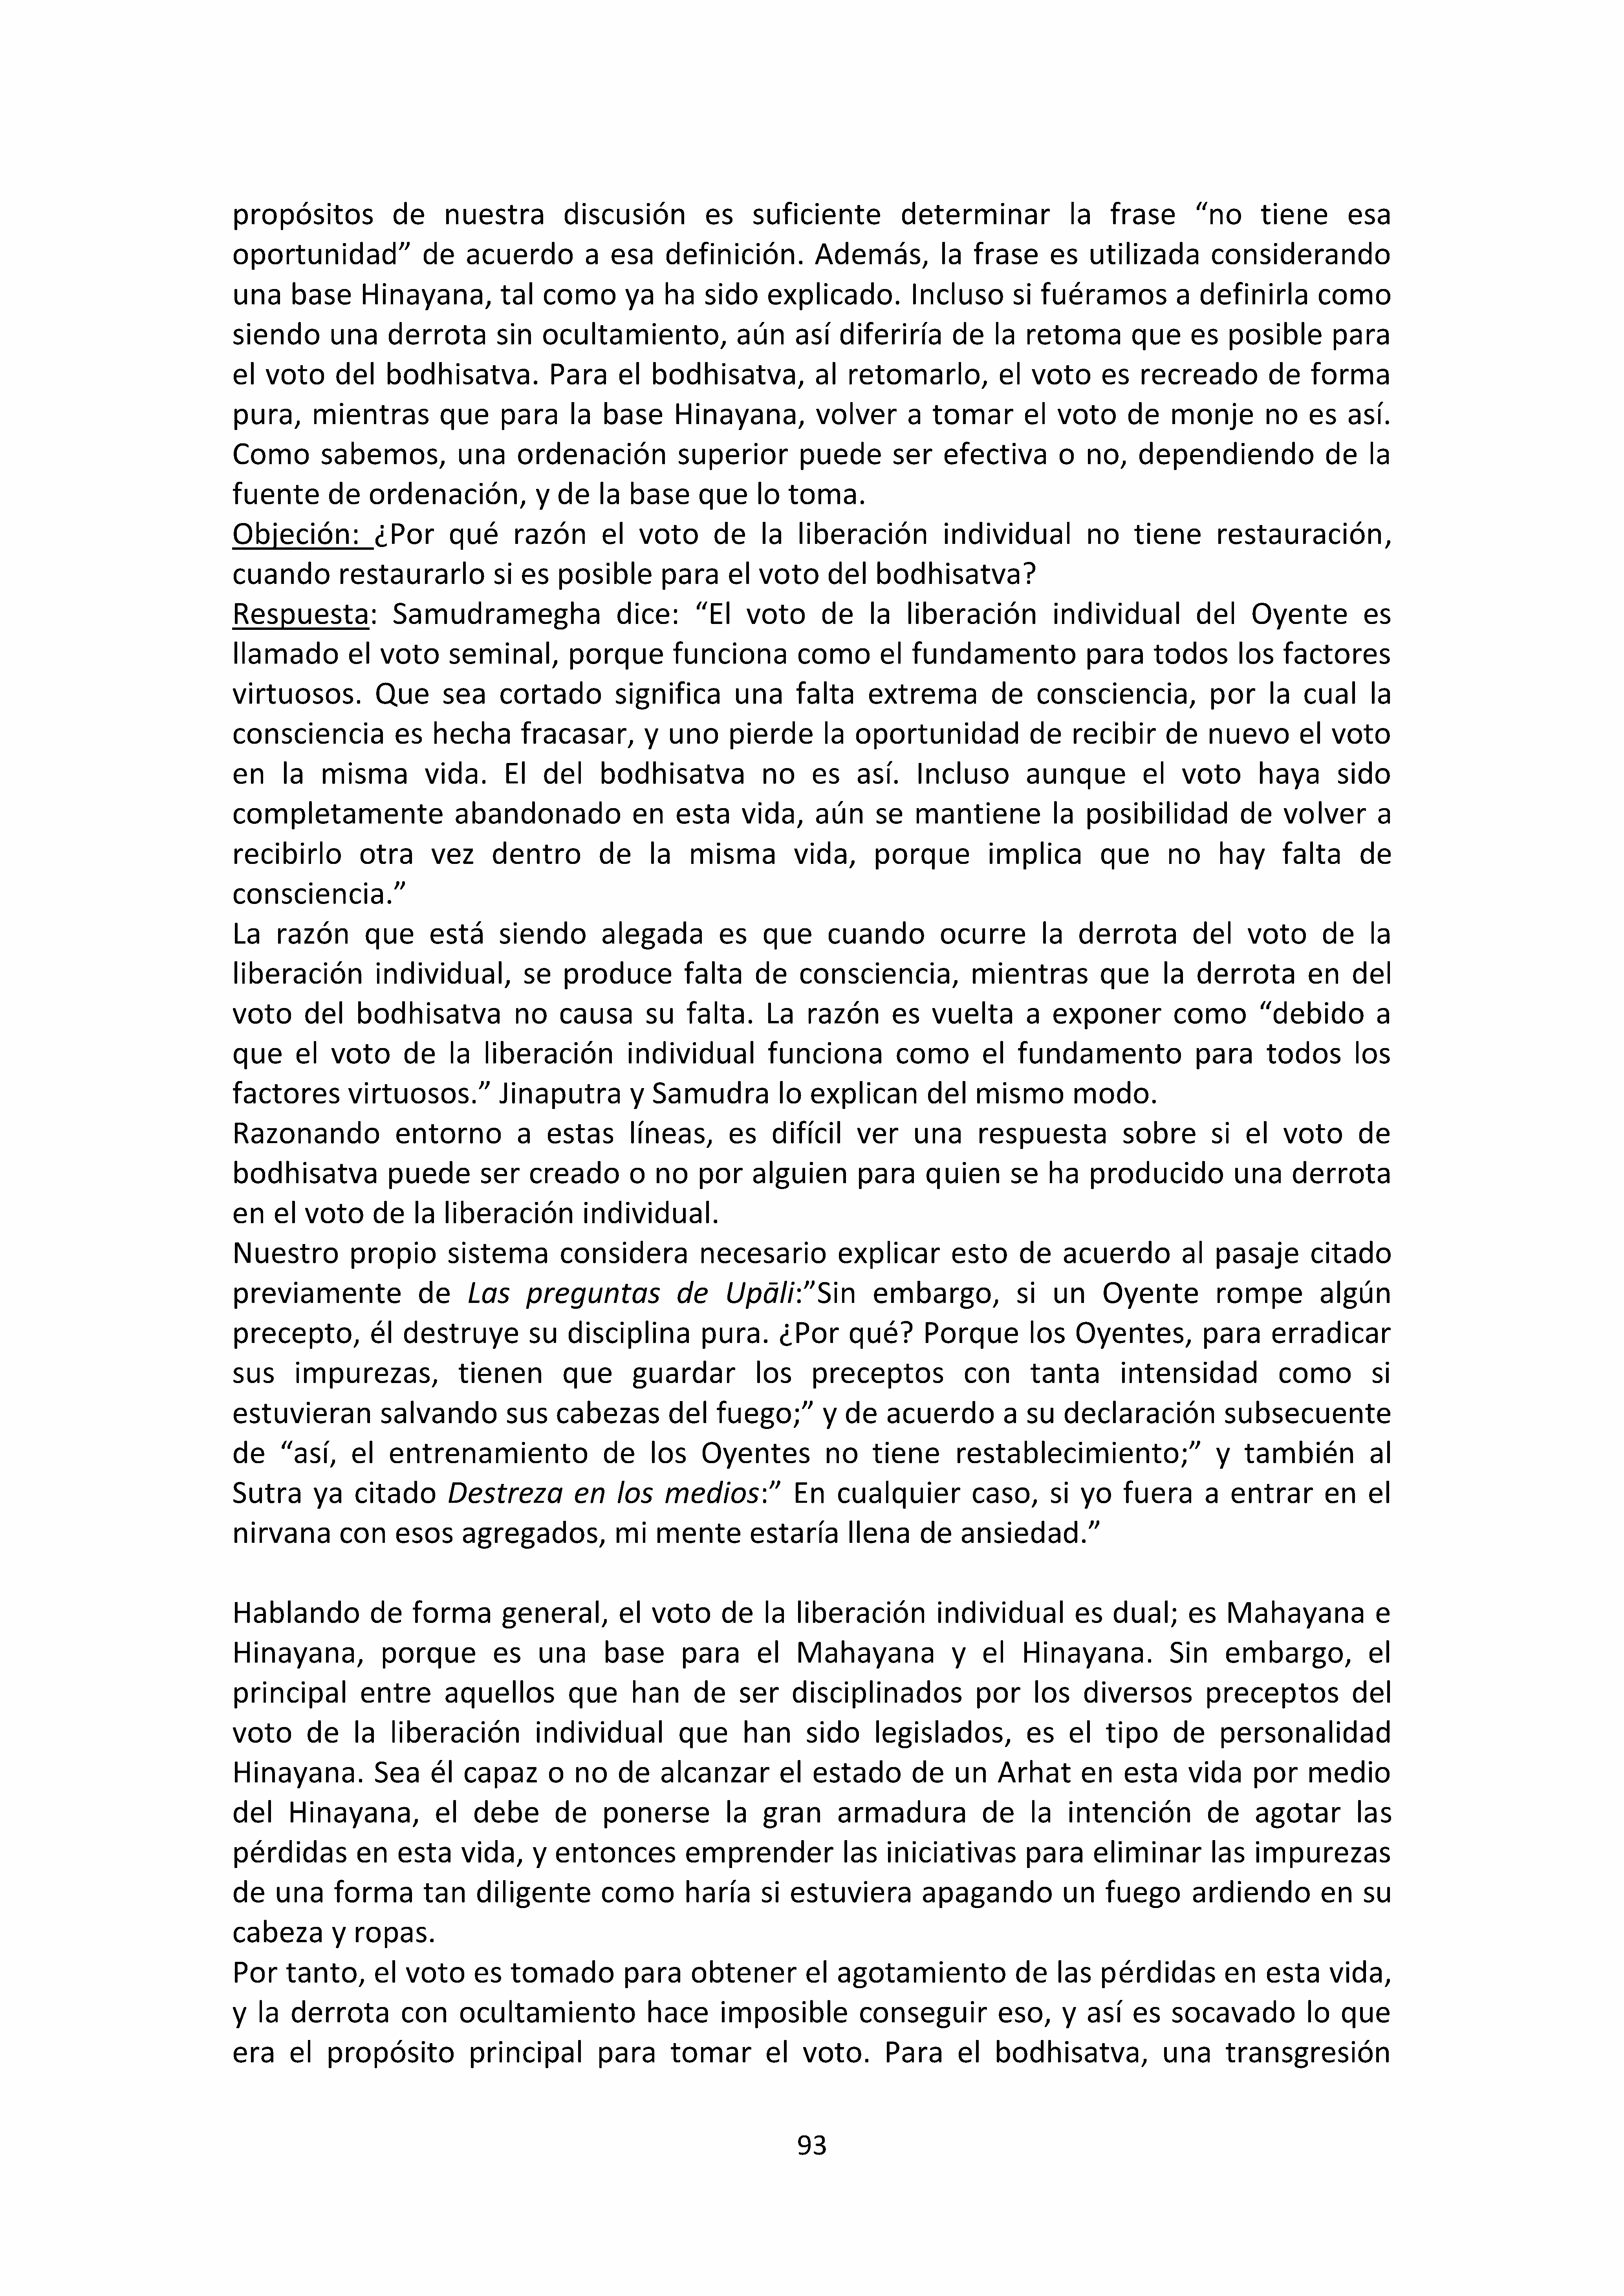 propósitos de nuestra discusión es suficiente determinar la frase “no tiene esa
oportunidad” de acuerdo a esa definición. Además, la frase es utilizada considerando
una base Hinayana, tal como ya ha sido explicado. Incluso si fuéramos a definirla como
siendo una derrota sin ocultamiento, aún así diferiría de la retoma que es posible para
el voto del bodhisatva. Para el bodhisatva, al retomarlo, el voto es recreado de forma
pura, mientras que para la base Hinayana, volver a tomar el voto de monje no es así.
Como sabemos, una ordenación superior puede ser efectiva o no, dependiendo de la
fuente de ordenación, y de la base que lo toma.
Objeción: ¿Por qué razón el voto de la liberación individual no tiene restauración,
cuando restaurarlo si es posible para el voto del bodhisatva?
Respuesta: Samudramegha dice: “El voto de la liberación individual del Oyente es
llamado el voto seminal, porque funciona como el fundamento para todos los factores
virtuosos. Que sea cortado significa una falta extrema de consciencia, por la cual la
consciencia es hecha fracasar, y uno pierde la oportunidad de recibir de nuevo el voto
en la misma vida. El del bodhisatva no es así. Incluso aunque el voto haya sido
completamente abandonado en esta vida, aún se mantiene la posibilidad de volver a
recibirlo otra vez dentro de la misma vida, porque implica que no hay falta de
consciencia.”
La razón que está siendo alegada es que cuando ocurre la derrota del voto de la
liberación individual, se produce falta de consciencia, mientras que la derrota en del
voto del bodhisatva no causa su falta. La razón es vuelta a exponer como “debido a
que el voto de la liberación individual funciona como el fundamento para todos los
factores virtuosos.” Jinaputra y Samudra lo explican del mismo modo.
Razonando entorno a estas líneas, es difícil ver una respuesta sobre si el voto de
bodhisatva puede ser creado o no por alguien para quien se ha producido una derrota
en el voto de la liberación individual.
Nuestro propio sistema considera necesario explicar esto de acuerdo al pasaje citado
previamente de Las preguntas de Upāli:”Sin embargo, si un Oyente rompe algún
precepto, él destruye su disciplina pura. ¿Por qué? Porque los Oyentes, para erradicar
sus impurezas, tienen que guardar los preceptos con tanta intensidad como si
estuvieran salvando sus cabezas del fuego;” y de acuerdo a su declaración subsecuente
de “así, el entrenamiento de los Oyentes no tiene restablecimiento;” y también al
Sutra ya citado Destreza en los medios:” En cualquier caso, si yo fuera a entrar en el
nirvana con esos agregados, mi mente estaría llena de ansiedad.”
Hablando de forma general, el voto de la liberación individual es dual; es Mahayana e
Hinayana, porque es una base para el Mahayana y el Hinayana. Sin embargo, el
principal entre aquellos que han de ser disciplinados por los diversos preceptos del
voto de la liberación individual que han sido legislados, es el tipo de personalidad
Hinayana. Sea él capaz o no de alcanzar el estado de un Arhat en esta vida por medio
del Hinayana, el debe de ponerse la gran armadura de la intención de agotar las
pérdidas en esta vida, y entonces emprender las iniciativas para eliminar las impurezas
de una forma tan diligente como haría si estuviera apagando un fuego ardiendo en su
cabeza y ropas.
Por tanto, el voto es tomado para obtener el agotamiento de las pérdidas en esta vida,
y la derrota con ocultamiento hace imposible conseguir eso, y así es socavado lo que
era el propósito principal para tomar el voto. Para el bodhisatva, una transgresión
93